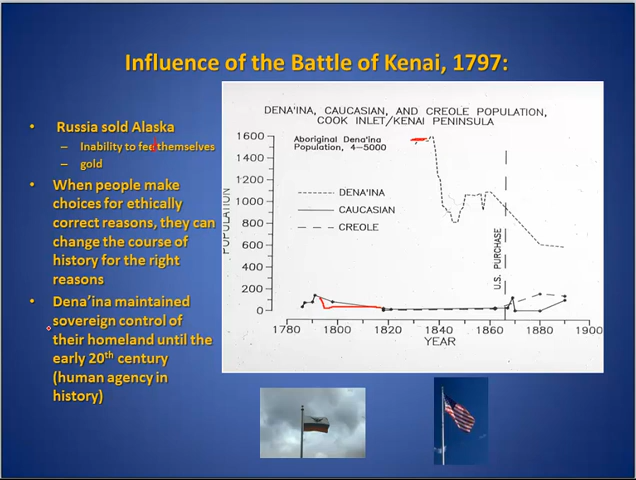 Influence of the Battle of Kenai, 1797:
• Russia sold Alaska
– Inability to feed themselves
– gold
• When people make
choices for ethically
correct reasons, they can
change the course of
history for the right
reasons
• Dena'ina maintained
sovereign control of
their homeland until the
early 20th century
(human agency in
history)
DENA'INA, CAUCASIAN, AND CREOLE POPULATION,
COOK INLET/KENAI PENINSULA
Aboriginal Dena'ina
Population, 4–5000
DENA'INA
CAUCASIAN
CREOLE
U.S. PURCHASE
POPULATION
1600
1400
1200
1000
800
600
400
200
0
1780 1800 1820 1840 1860 1880 1900
YEAR